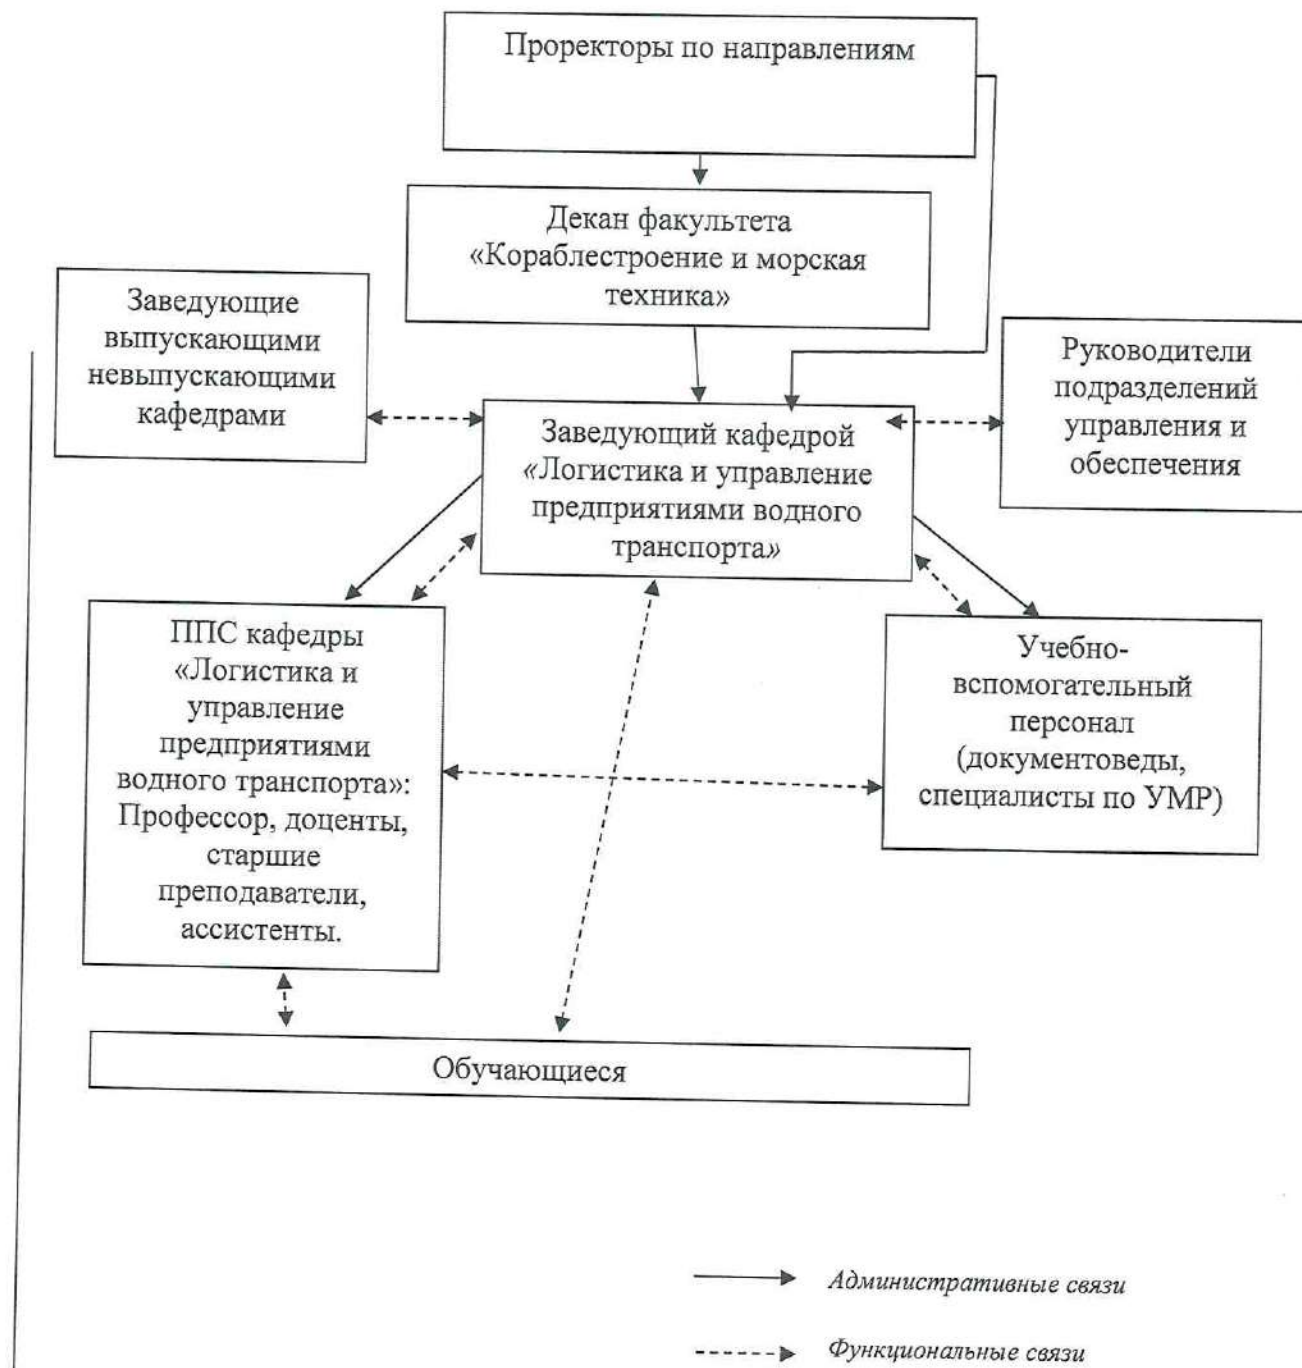 Проректоры по направлениям
Декан факультета
«Кораблестроение и морская
техника»
Заведующие
выпускающими
невыпускающими
кафедрами
Руководители
подразделений
управления и
обеспечения
Заведующий кафедрой
«Логистика и управление
предприятиями водного
транспорта»
ППС кафедры
«Логистика и
управление
предприятиями
водного транспорта»:
Профессор, доценты,
старшие
преподаватели,
ассистенты.
Учебно-
вспомогательный
персонал
(документоведы,
специалисты по УМР)
Обучающиеся
Административные связи
Функциональные связи